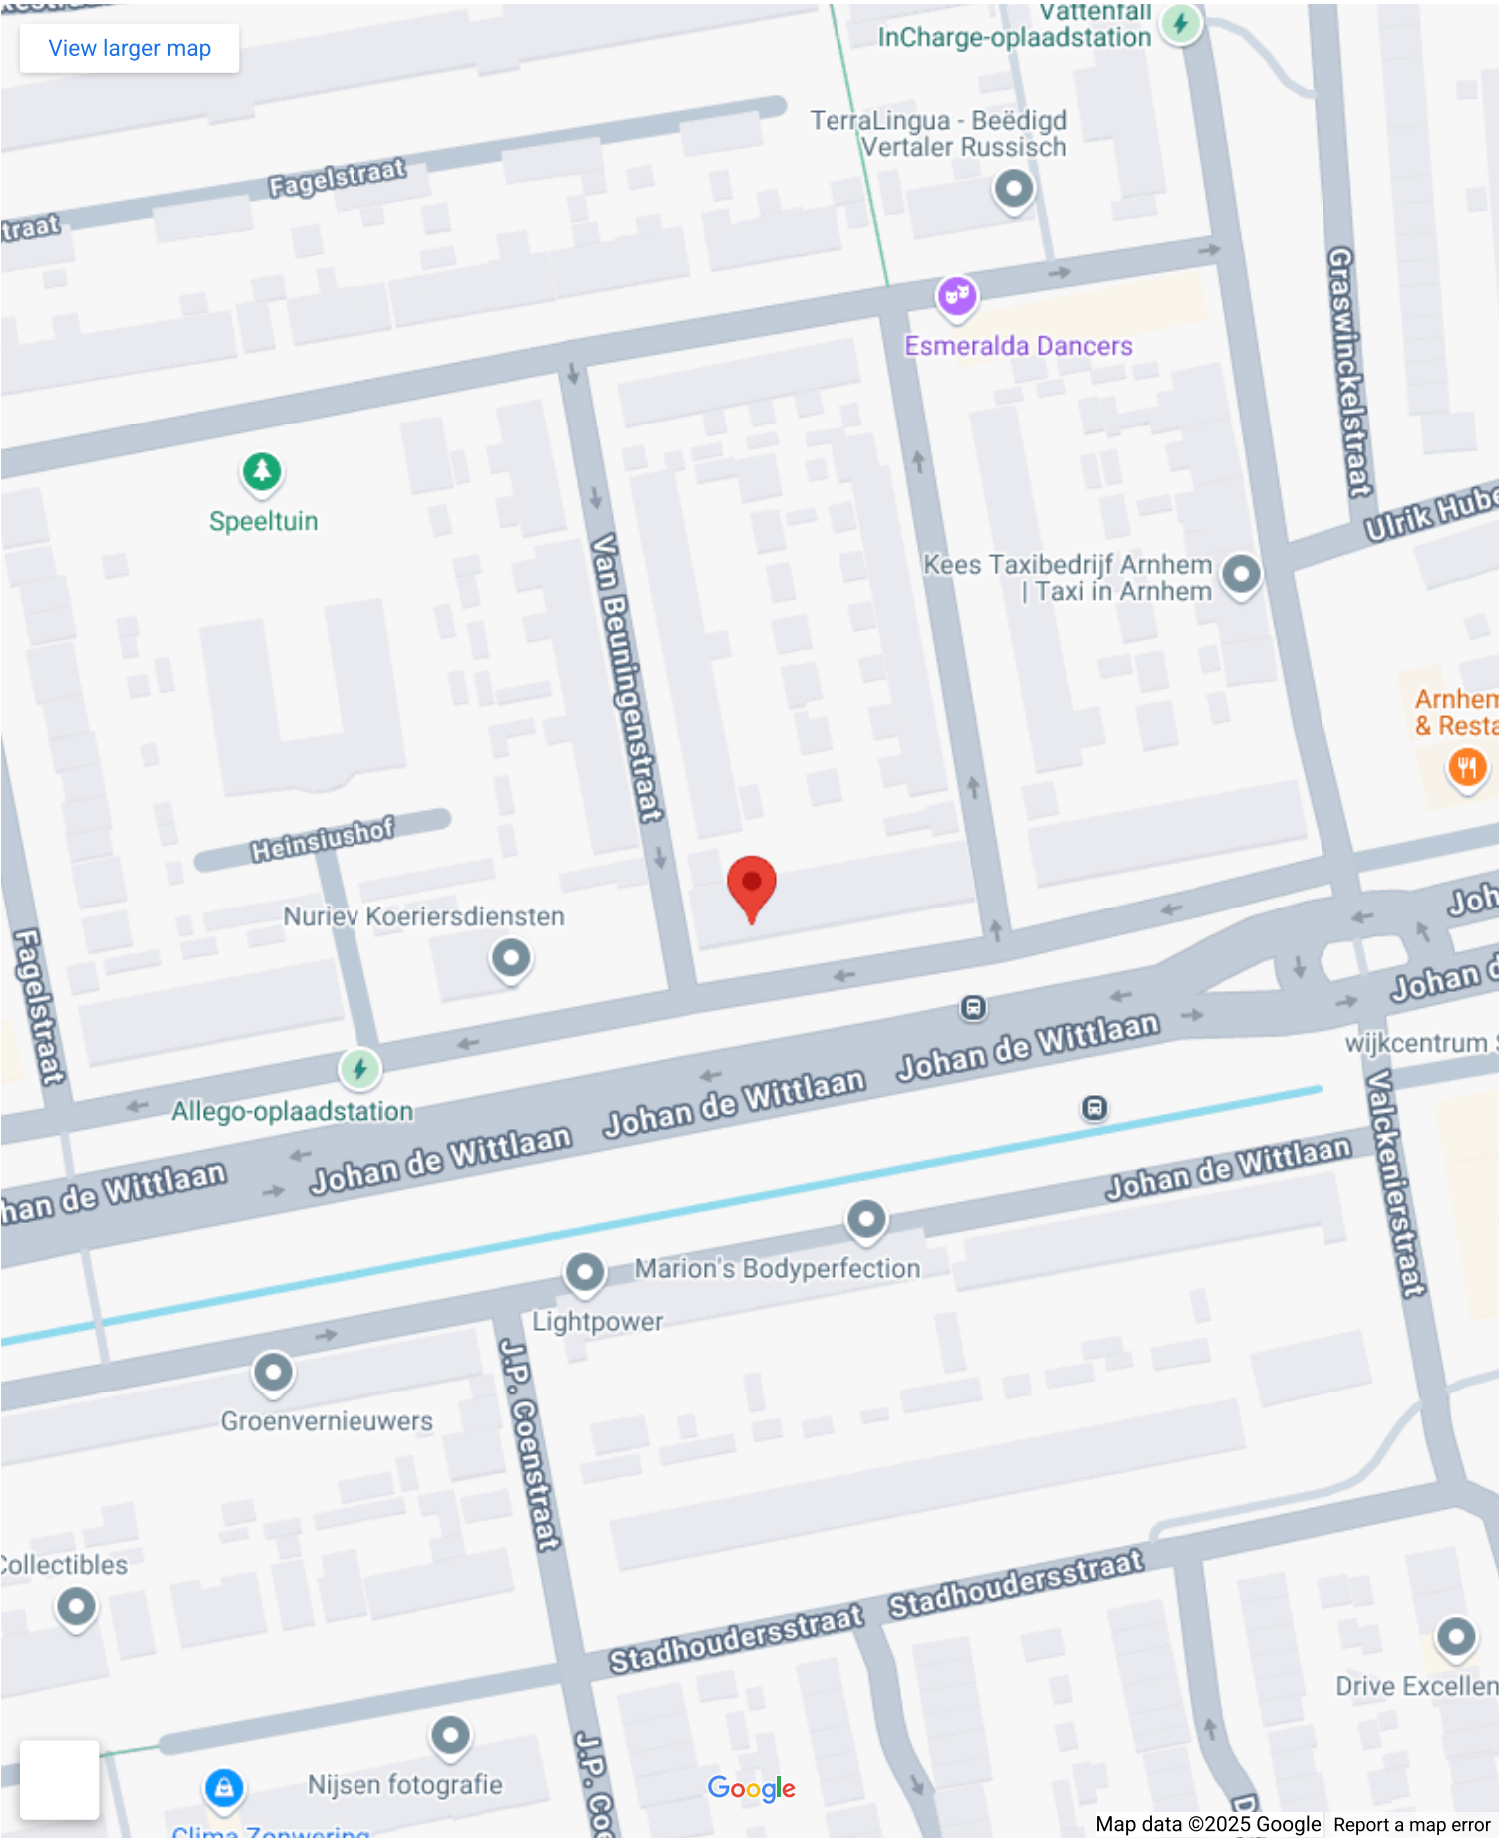 View larger map
Vattenfall
InCharge-oplaadstation
TerraLingua - Beëdigd
Vertaler Russisch
Fagelstraat
traat
Graswinckelstraat
Esmeralda Dancers
Speeltuin
Ulrik Hube
Van Beuningenstraat
Kees Taxibedrijf Arnhem
| Taxi in Arnhem
Arnhem
& Resta
Heinsiushof
Nuriev Koeriersdiensten
Joh
Johan d
Fagelstraat
Johan de Wittlaan
wijkcentrum S
Allego-oplaadstation
Johan de Wittlaan
Johan de Wittlaan
han de Wittlaan
Johan de Wittlaan
Valckenierstraat
Marion's Bodyperfection
Lightpower
J.P. Coenstraat
Groenvernieuwers
Collectibles
Stadhoudersstraat
Stadhoudersstraat
Drive Excellen
J.P. Coe
Nijsen fotografie
Google
D
Clima Zonwering
Map data ©2025 Google
Report a map error